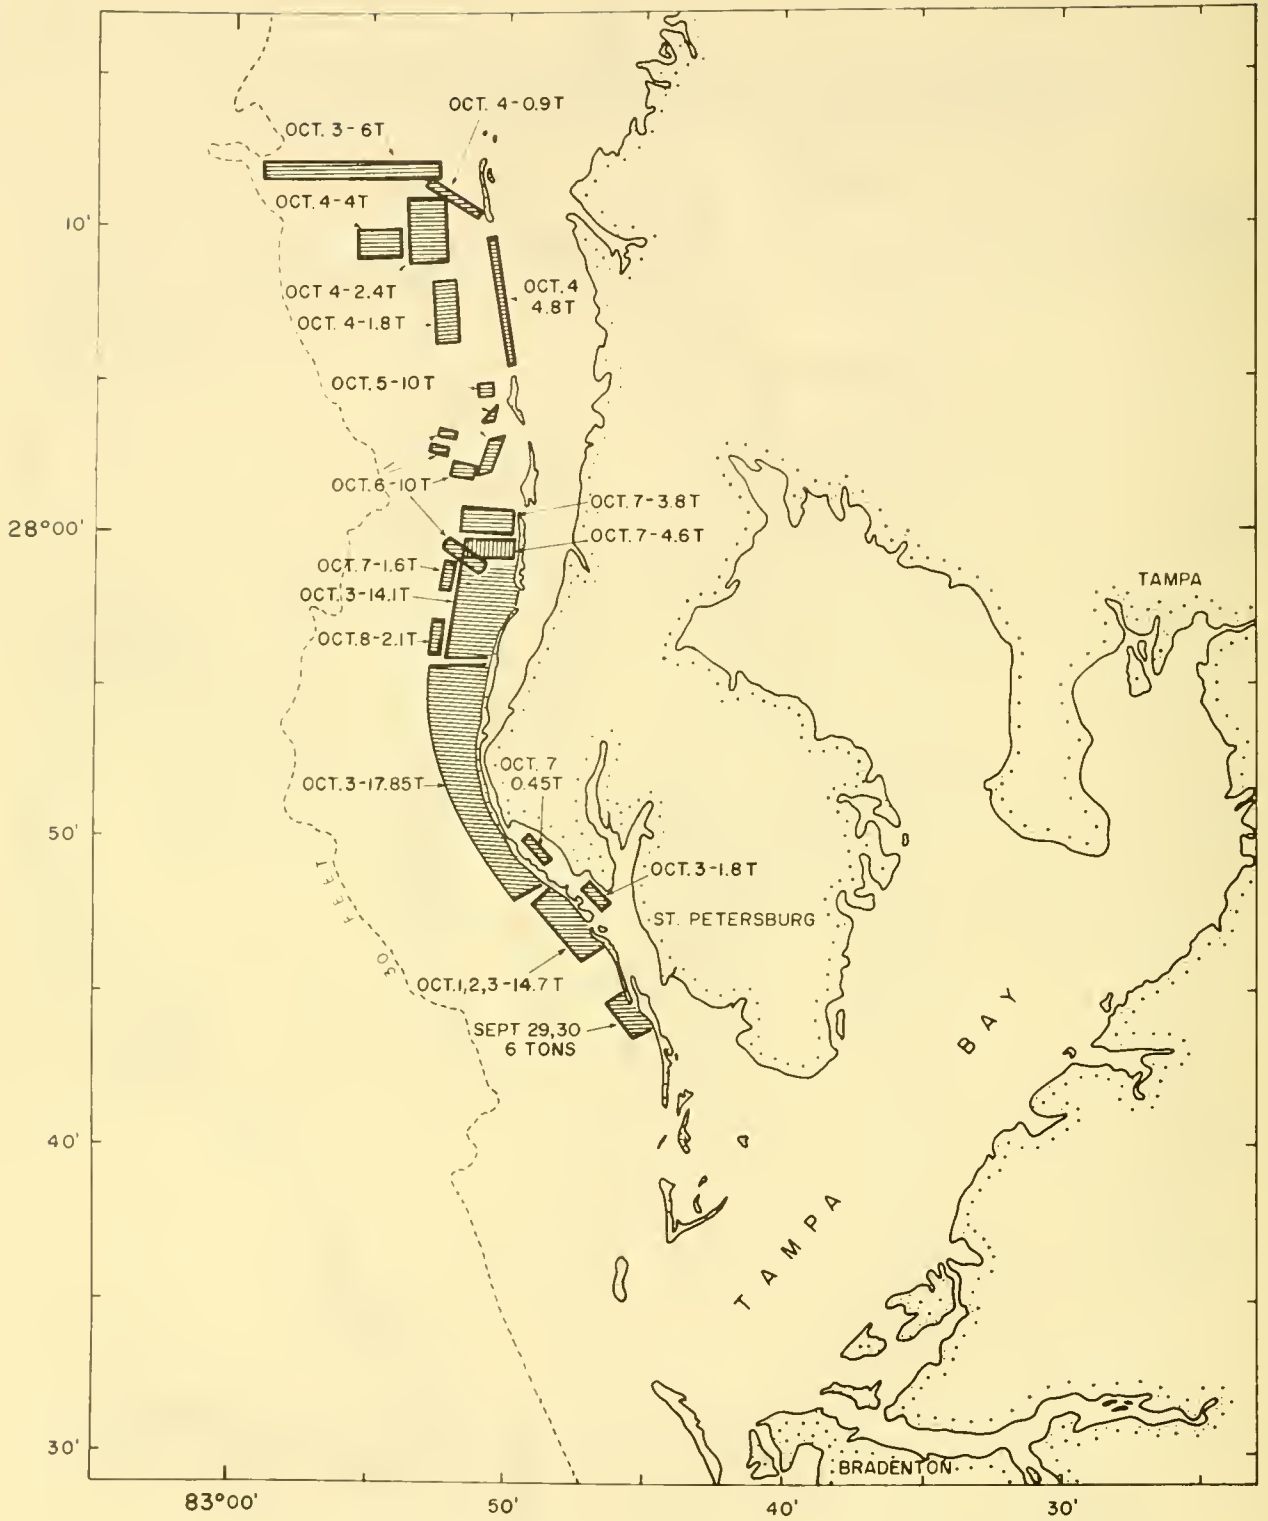 OCT. 4-0.9T
OCT. 3-6T
OCT. 4-4T
10'
OCT 4-2.4T
OCT. 4
4.8T
OCT. 4-1.8T
OCT. 5-10T
OCT. 6-10T
OCT. 7-3.8T
28°00'
OCT. 7-4.6T
OCT. 7-1.6T
TAMPA
OCT. 3-14.1T
OCT. 8-2.1T
OCT. 7
0.45T
OCT. 3-17.85T
50'
OCT. 3-1.8T
30 FEET
ST. PETERSBURG
OCT. 1,2,3-14.7T
SEPT 29,30
6 TONS
40'
TAMPA BAY
30'
BRADENTON
83°00'
50'
40'
30'